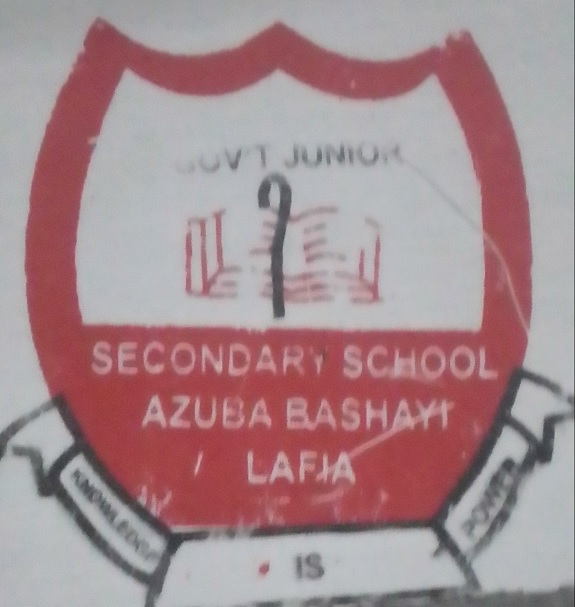 GOV'T JUNIOR
SECONDARY SCHOOL
AZUBA BASHAYI
LAFIA
KNOWLEDGE
IS
POWER